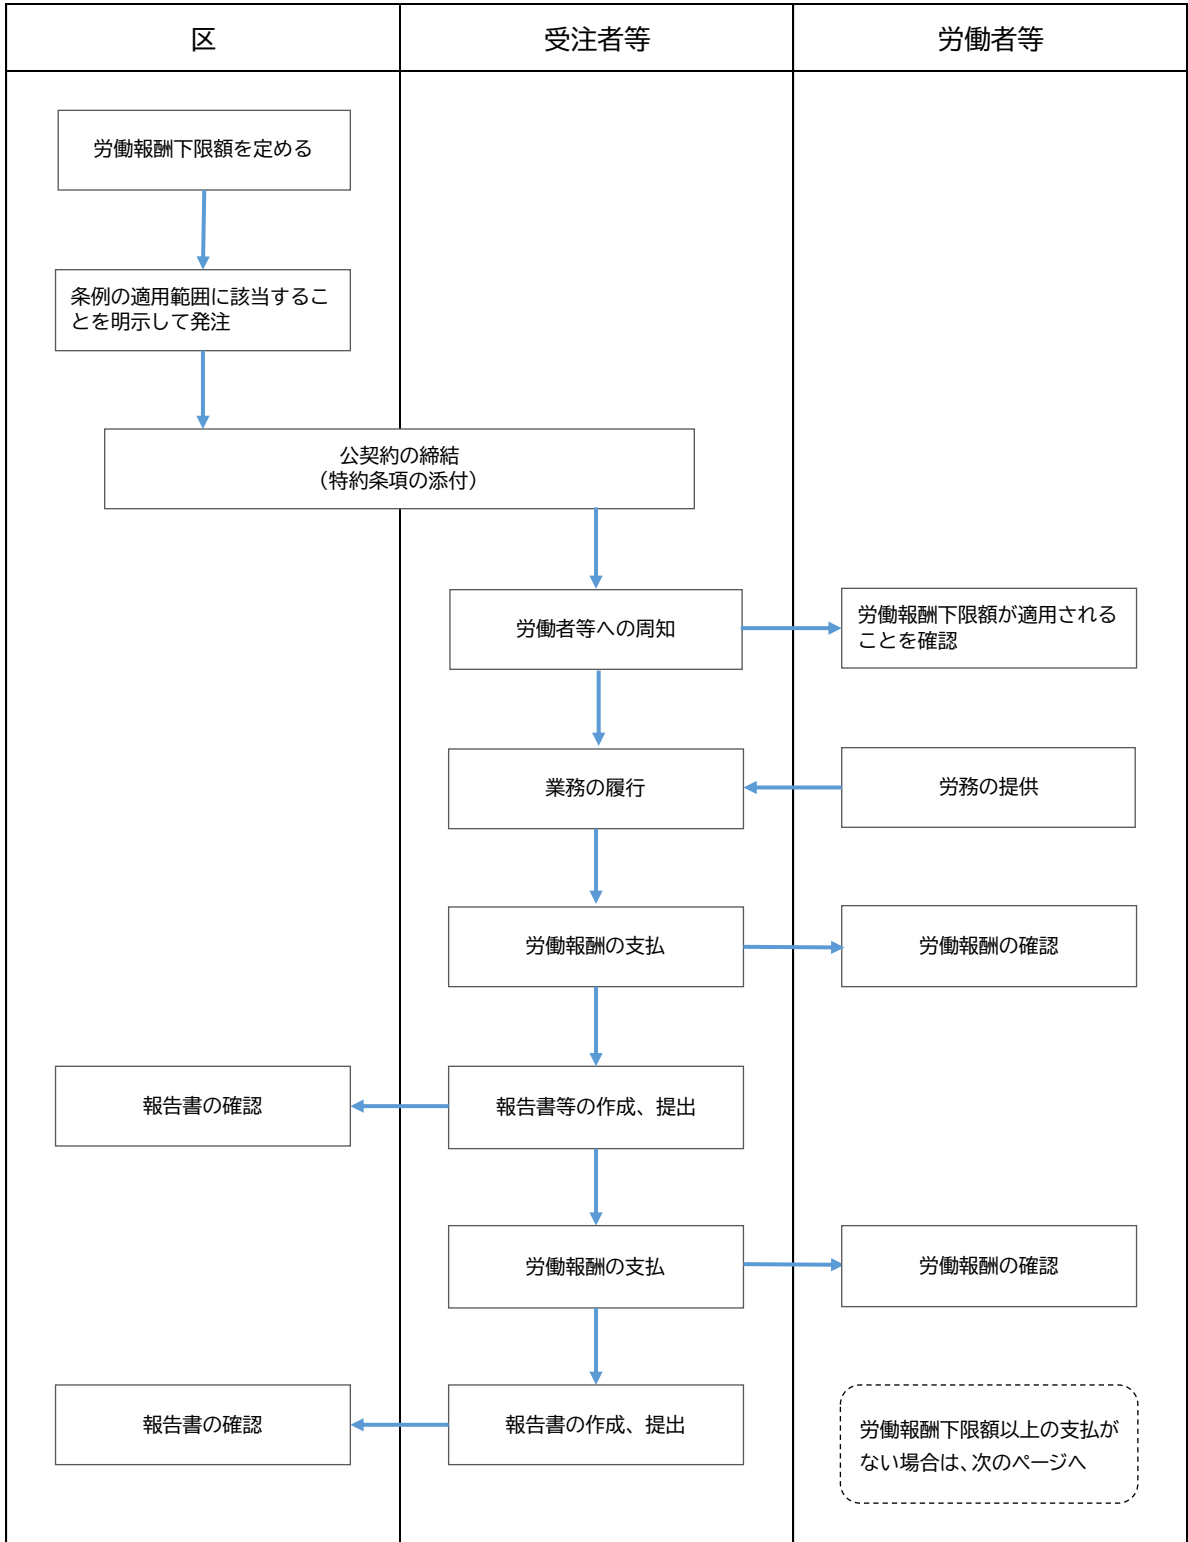 区
受注者等
労働者等
労働報酬下限額を定める
条例の適用範囲に該当するこ
とを明示して発注
公契約の締結
（特約条項の添付）
労働者等への周知
労働報酬下限額が適用される
ことを確認
業務の履行
労務の提供
労働報酬の支払
労働報酬の確認
報告書の確認
報告書等の作成、提出
労働報酬の支払
労働報酬の確認
報告書の確認
報告書の作成、提出
労働報酬下限額以上の支払が
ない場合は、次のページへ